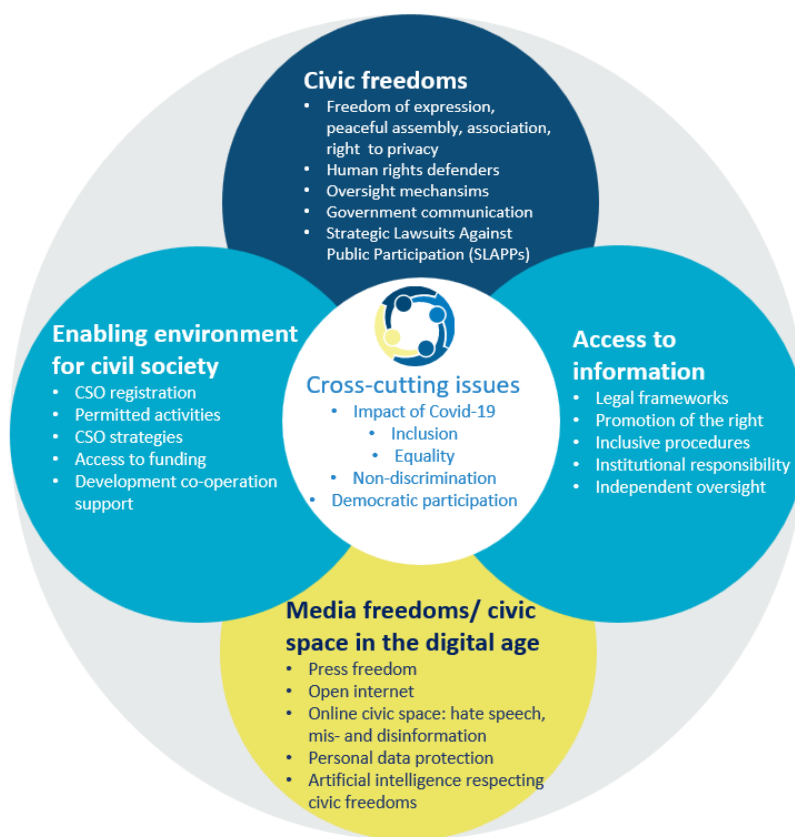 Civic freedoms
• Freedom of expression,
peaceful assembly, association,
right to privacy
• Human rights defenders
• Oversight mechansims
• Government communication
• Strategic Lawsuits Against
Public Participation (SLAPPs)
Enabling environment
for civil society
• CSO registration
• Permitted activities
• CSO strategies
• Access to funding
• Development co-operation
support
Cross-cutting issues
• Impact of Covid-19
• Inclusion
• Equality
• Non-discrimination
• Democratic participation
Access to
information
• Legal frameworks
• Promotion of the right
• Inclusive procedures
• Institutional responsibility
• Independent oversight
Media freedoms/ civic
space in the digital age
• Press freedom
• Open internet
• Online civic space: hate speech,
mis- and disinformation
• Personal data protection
• Artificial intelligence respecting
civic freedoms